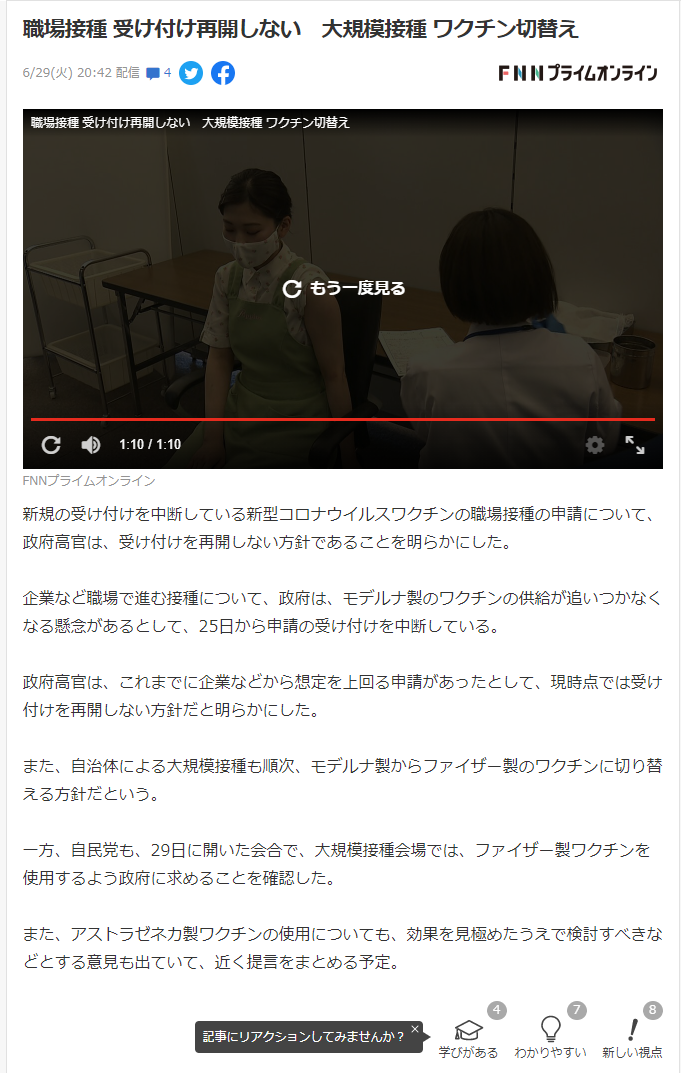 職場接種 受け付け再開しない　大規模接種 ワクチン切替え
6/29(火) 20:42 配信 4
FNNプライムオンライン
職場接種 受け付け再開しない　大規模接種 ワクチン切替え
もう一度見る
1:10 / 1:10
FNNプライムオンライン
新規の受け付けを中断している新型コロナウイルスワクチンの職場接種の申請について、
政府高官は、受け付けを再開しない方針であることを明らかにした。
企業など職場で進む接種について、政府は、モデルナ製のワクチンの供給が追いつかなく
なる懸念があるとして、25日から申請の受け付けを中断している。
政府高官は、これまでに企業などから想定を上回る申請があったとして、現時点では受け
付けを再開しない方針だと明らかにした。
また、自治体による大規模接種も順次、モデルナ製からファイザー製のワクチンに切り替
える方針だという。
一方、自民党も、29日に開いた会合で、大規模接種会場では、ファイザー製ワクチンを
使用するよう政府に求めることを確認した。
また、アストラゼネカ製ワクチンの使用についても、効果を見極めたうえで検討すべきな
どとする意見も出ていて、近く提言をまとめる予定。
記事にリアクションしてみませんか？ ×
4 7 8
学びがある わかりやすい 新しい視点